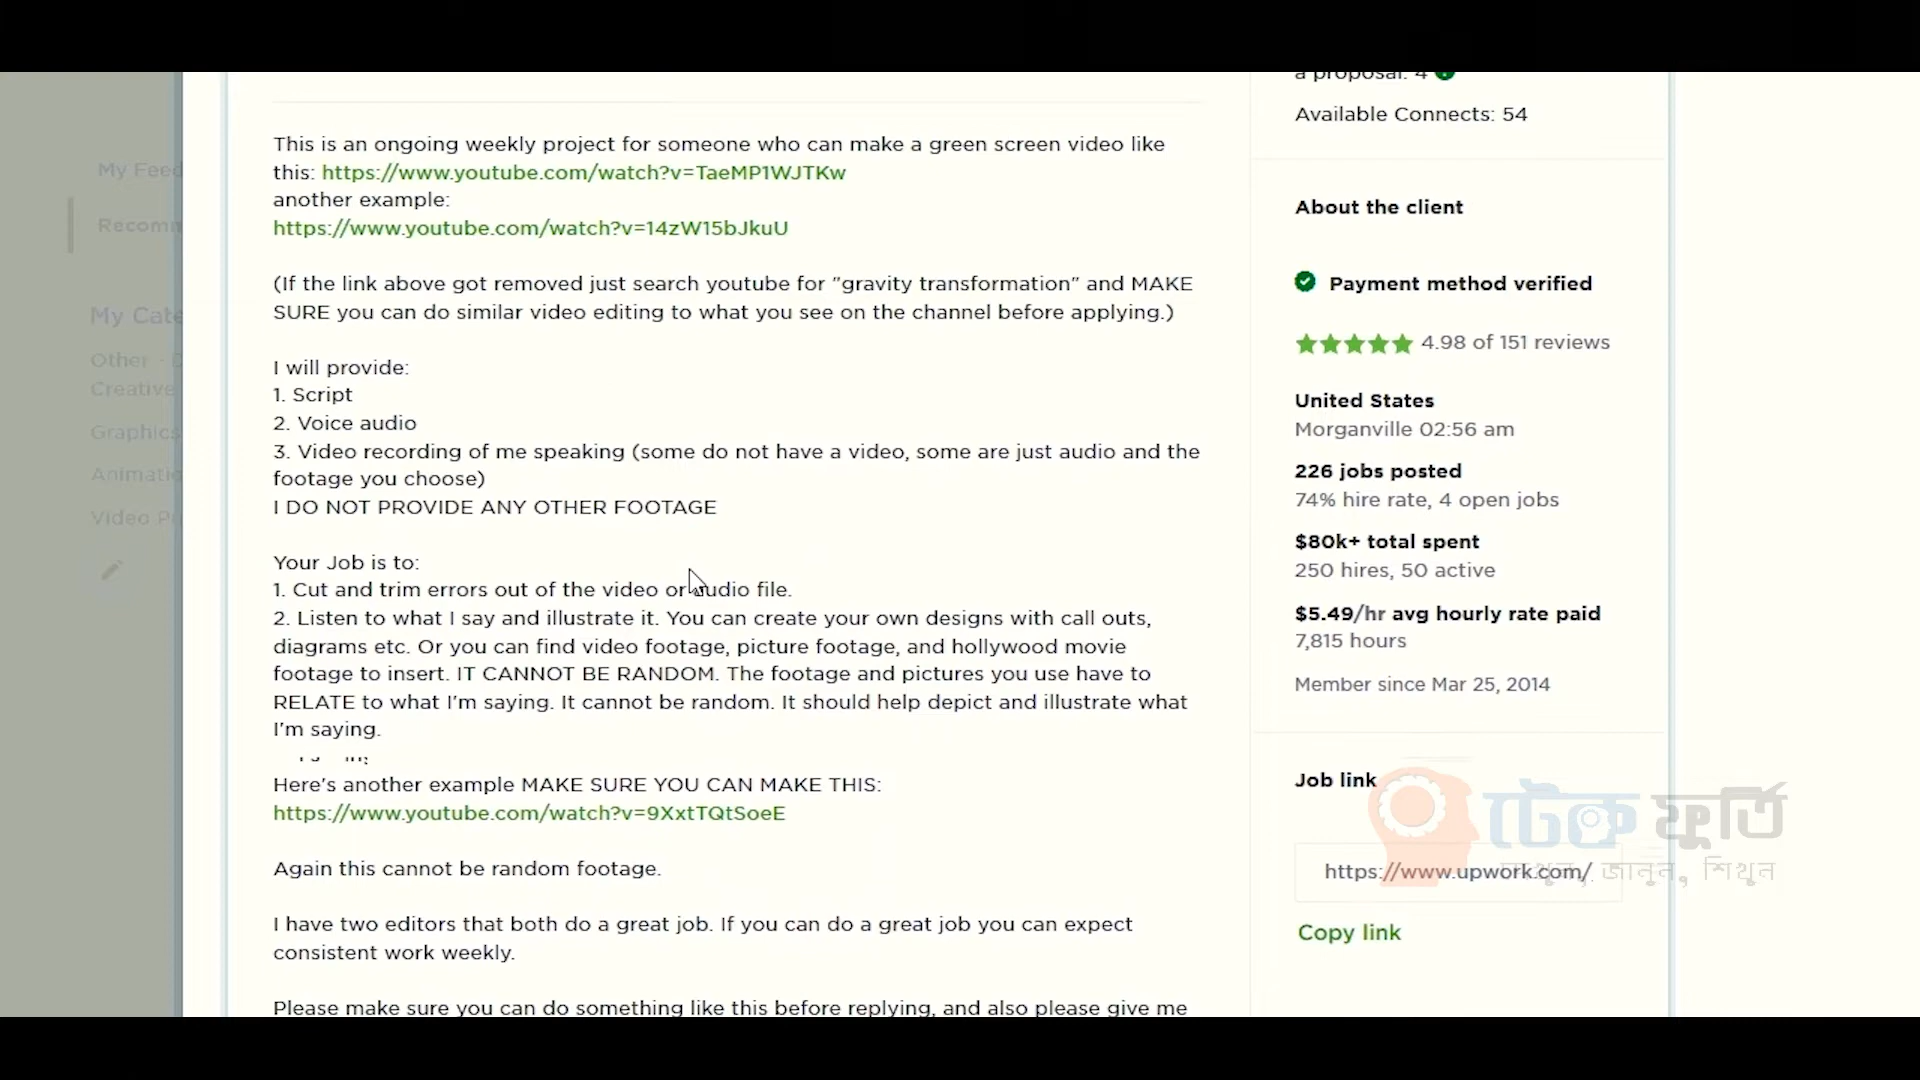 a proposal: 4
Available Connects: 54
My Feed
Recomm
My Cate
Other - D
Creative
Graphics
Animatio
Video Pr
This is an ongoing weekly project for someone who can make a green screen video like
this: https://www.youtube.com/watch?v=TaeMP1WJTKw
another example:
https://www.youtube.com/watch?v=14zW15bJkuU
(If the link above got removed just search youtube for "gravity transformation" and MAKE
SURE you can do similar video editing to what you see on the channel before applying.)
I will provide:
1. Script
2. Voice audio
3. Video recording of me speaking (some do not have a video, some are just audio and the
footage you choose)
I DO NOT PROVIDE ANY OTHER FOOTAGE
Your Job is to:
1. Cut and trim errors out of the video or audio file.
2. Listen to what I say and illustrate it. You can create your own designs with call outs,
diagrams etc. Or you can find video footage, picture footage, and hollywood movie
footage to insert. IT CANNOT BE RANDOM. The footage and pictures you use have to
RELATE to what I'm saying. It cannot be random. It should help depict and illustrate what
I'm saying.
Here's another example MAKE SURE YOU CAN MAKE THIS:
https://www.youtube.com/watch?v=9XxtTQtSoeE
Again this cannot be random footage.
I have two editors that both do a great job. If you can do a great job you can expect
consistent work weekly.
Please make sure you can do something like this before replying, and also please give me
About the client
Payment method verified
4.98 of 151 reviews
United States
Morganville 02:56 am
226 jobs posted
74% hire rate, 4 open jobs
$80k+ total spent
250 hires, 50 active
$5.49/hr avg hourly rate paid
7,815 hours
Member since Mar 25, 2014
Job link
টেক ফুর্তি
https://www.upwork.com/
জানুন, শিখুন
Copy link